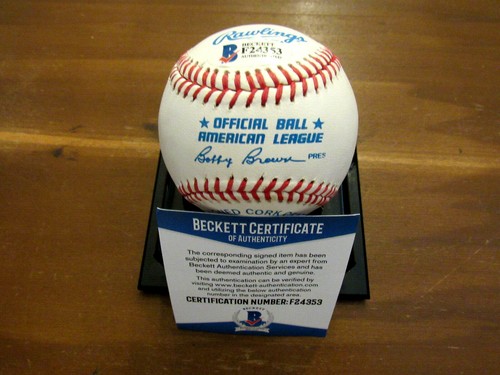 Rawlings
BECKETT
B F24353
★ OFFICIAL BALL ★
AMERICAN LEAGUE
Bobby Brown PRES
CORK
BECKETT CERTIFICATE
OF AUTHENTICITY
The corresponding signed item has been
subjected to examination by an expert from
Beckett Authentication Services and has
been deemed authentic and genuine.
This authentication can be verified by
visiting www.beckett-authentication.com
and utilizing the below authentication
number in the designated area.
CERTIFICATION NUMBER: F24353
BECKETT
B